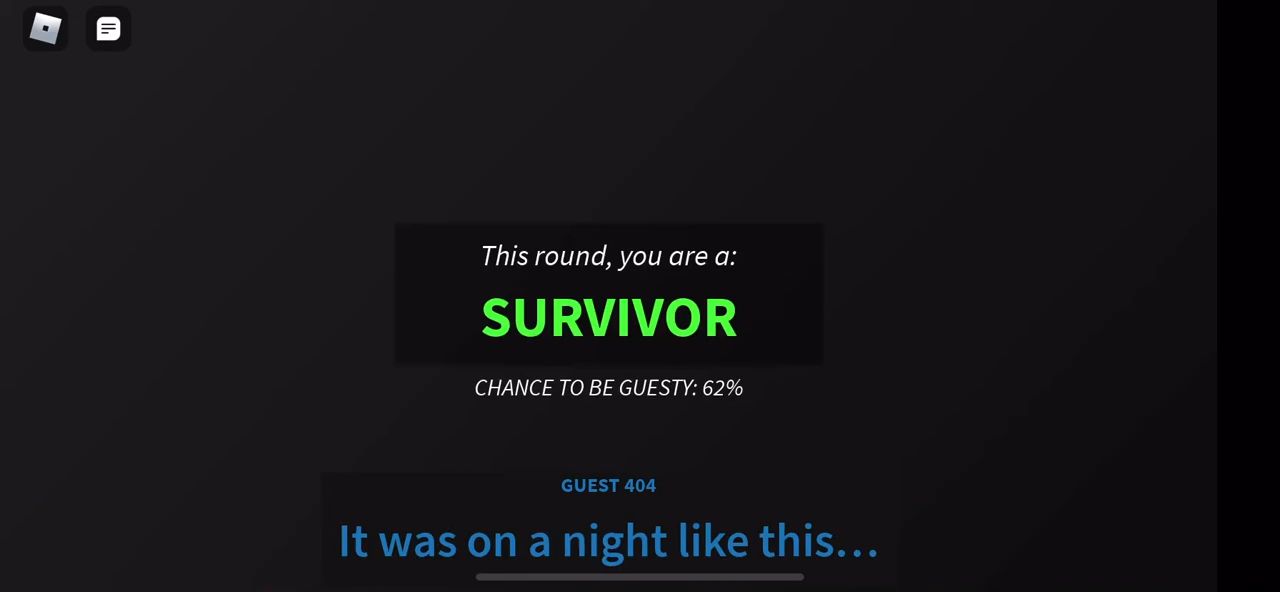 This round, you are a:
SURVIVOR
CHANCE TO BE GUESTY: 62%
GUEST 404
It was on a night like this...